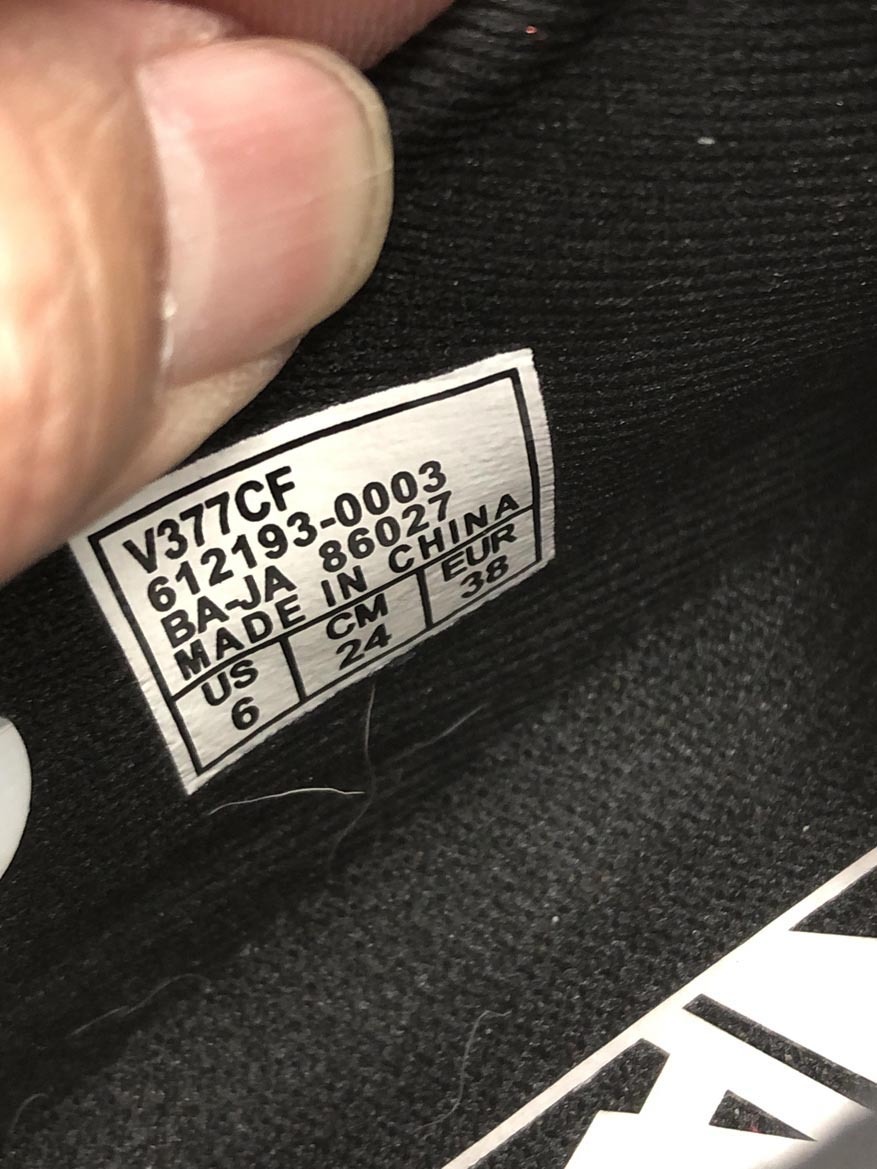 V377CF
612193-0003
BA-JA 86027
MADE IN CHINA
US CM EUR
6 24 38